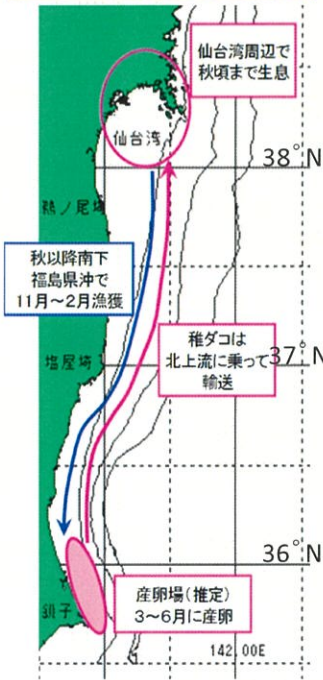 仙台湾周辺で
秋頃まで生息
仙台湾
38°N
鵜ノ尾埼
秋以降南下
福島県沖で
11月～2月漁獲
稚ダコは
北上流に乗って
輸送
塩屋埼
37°N
36°N
産卵場(推定)
3～6月に産卵
銚子
142.00E